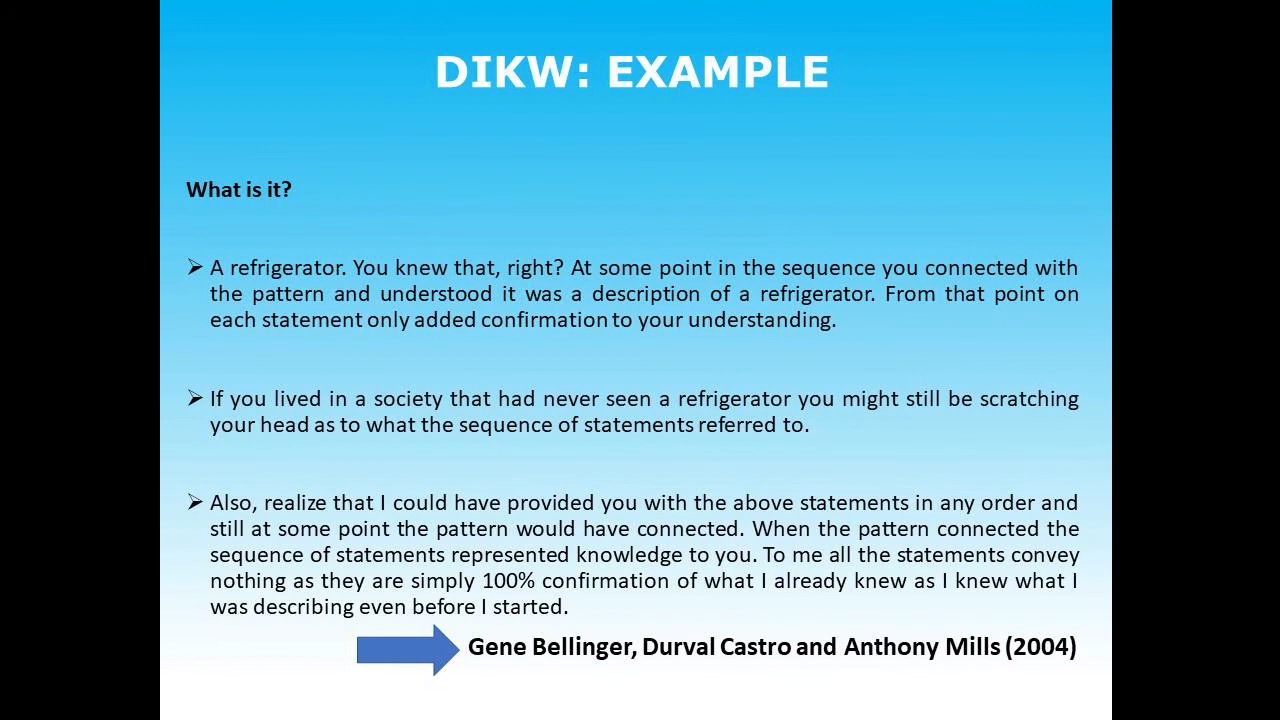 DIKW: EXAMPLE
What is it?
A refrigerator. You knew that, right? At some point in the sequence you connected with
the pattern and understood it was a description of a refrigerator. From that point on
each statement only added confirmation to your understanding.
If you lived in a society that had never seen a refrigerator you might still be scratching
your head as to what the sequence of statements referred to.
Also, realize that I could have provided you with the above statements in any order and
still at some point the pattern would have connected. When the pattern connected the
sequence of statements represented knowledge to you. To me all the statements convey
nothing as they are simply 100% confirmation of what I already knew as I knew what I
was describing even before I started.
Gene Bellinger, Durval Castro and Anthony Mills (2004)